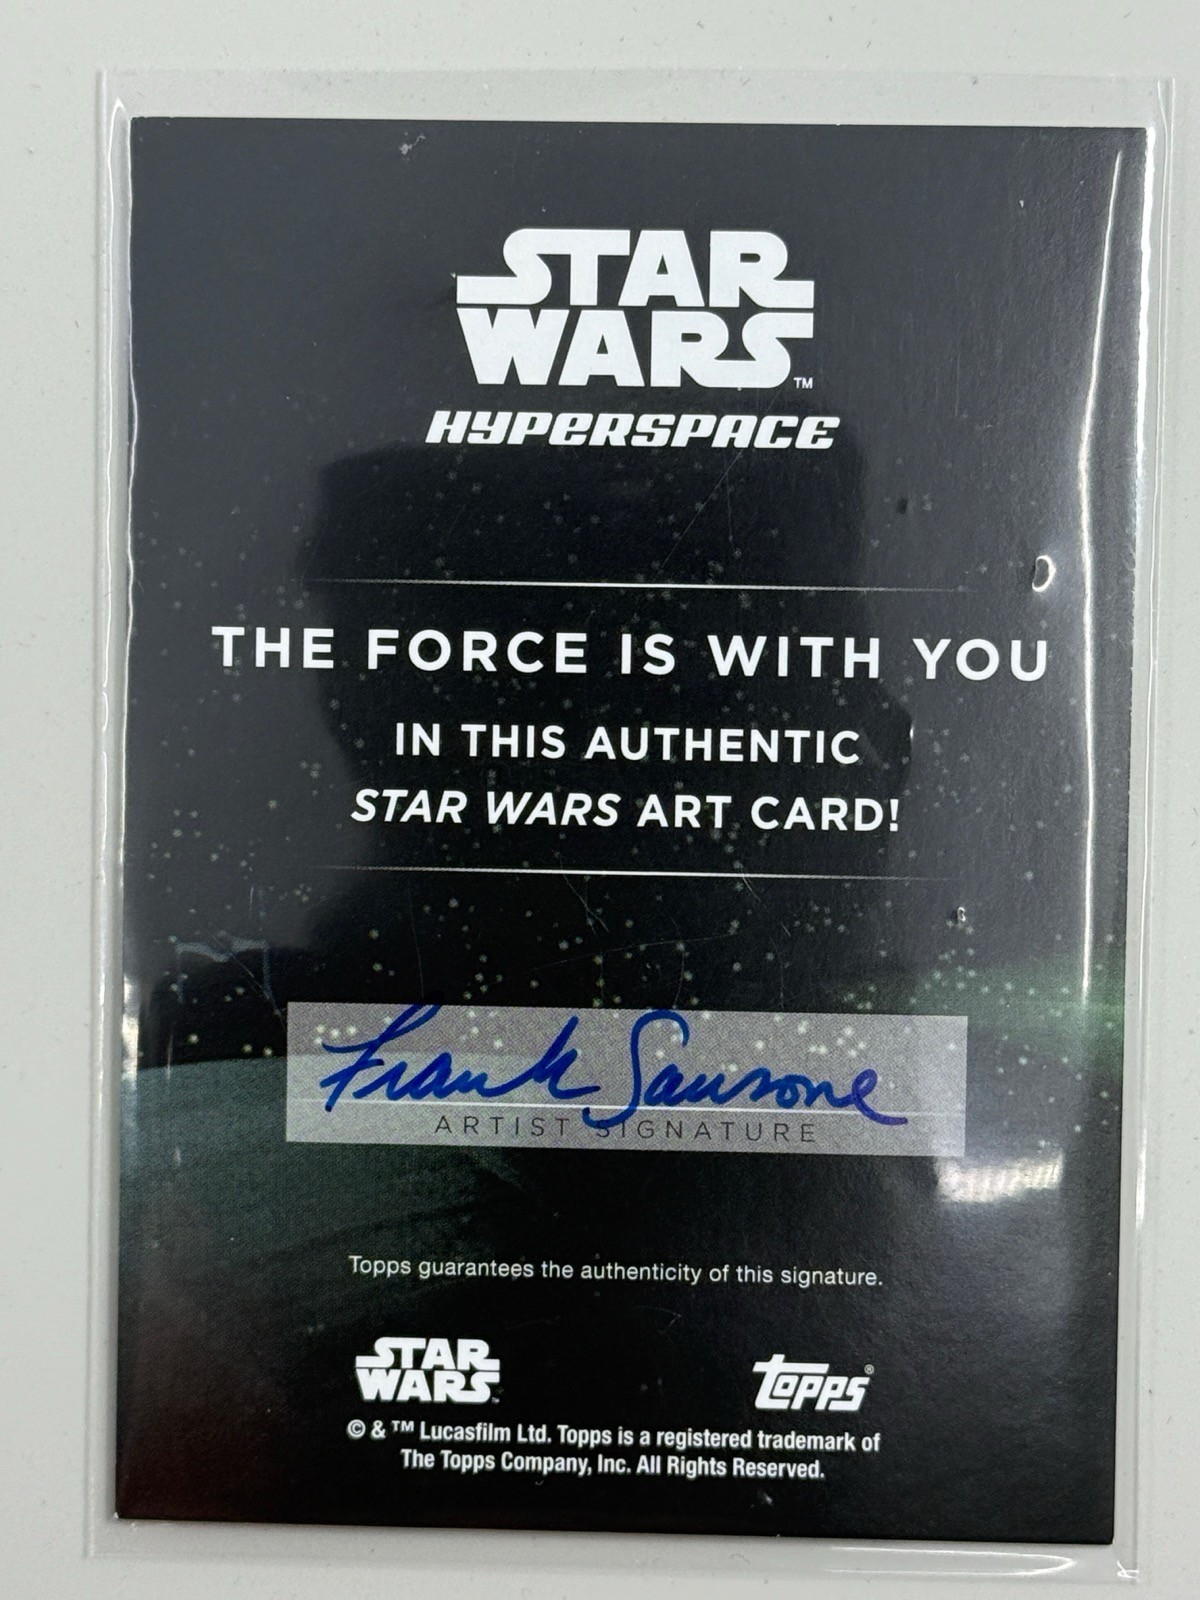 STAR
WARS™
HYPERSPACE
THE FORCE IS WITH YOU
IN THIS AUTHENTIC
STAR WARS ART CARD!
Frank Sansone
ARTIST SIGNATURE
Topps guarantees the authenticity of this signature.
STAR
WARS
topps®
© & ™ Lucasfilm Ltd. Topps is a registered trademark of
The Topps Company, Inc. All Rights Reserved.